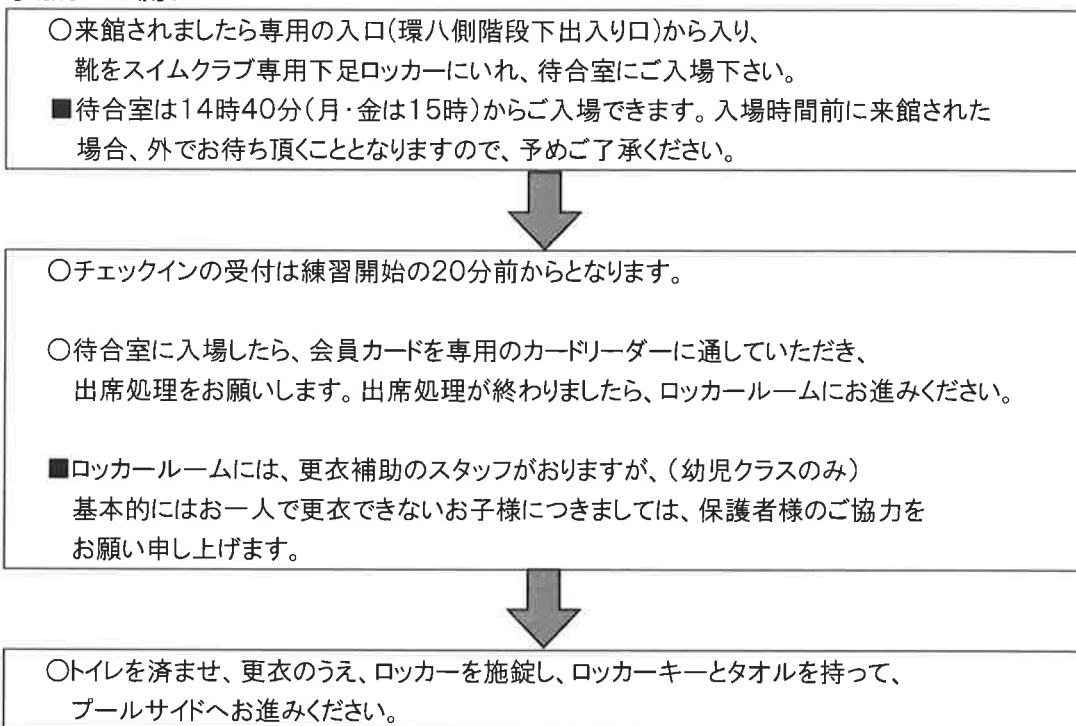 ○来館されましたら専用の入口(環八側階段下出入り口)から入り、
靴をスイムクラブ専用下足ロッカーにいれ、待合室にご入場下さい。
■待合室は14時40分(月・金は15時)からご入場できます。入場時間前に来館された
場合、外でお待ち頂くこととなりますので、予めご了承ください。
○チェックインの受付は練習開始の20分前からとなります。
○待合室に入場したら、会員カードを専用のカードリーダーに通していただき、
出席処理をお願いします。出席処理が終わりましたら、ロッカールームにお進みください。
■ロッカールームには、更衣補助のスタッフがおりますが、(幼児クラスのみ)
基本的にはお一人で更衣できないお子様につきましては、保護者様のご協力を
お願い申し上げます。
○トイレを済ませ、更衣のうえ、ロッカーを施錠し、ロッカーキーとタオルを持って、
プールサイドへお進みください。